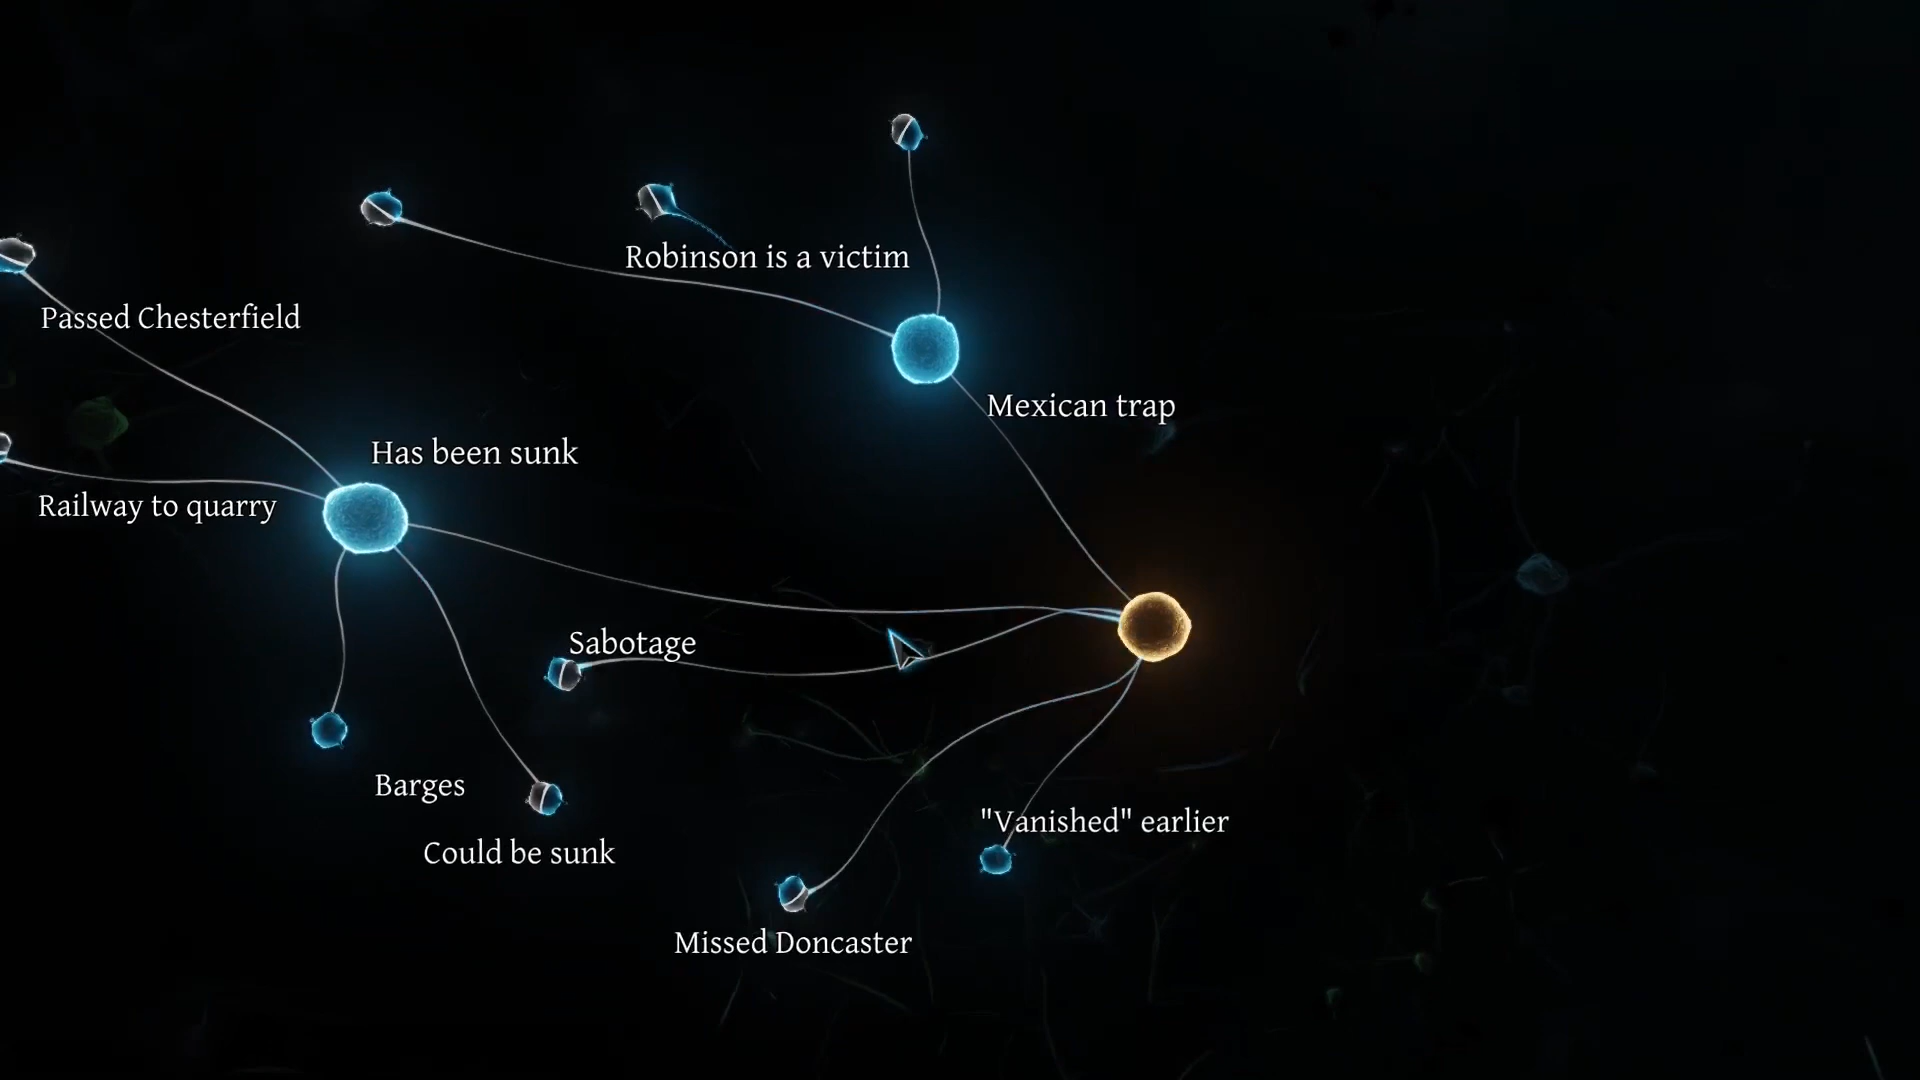 Robinson is a victim
Passed Chesterfield
Mexican trap
Has been sunk
Railway to quarry
Sabotage
Barges
"Vanished" earlier
Could be sunk
Missed Doncaster